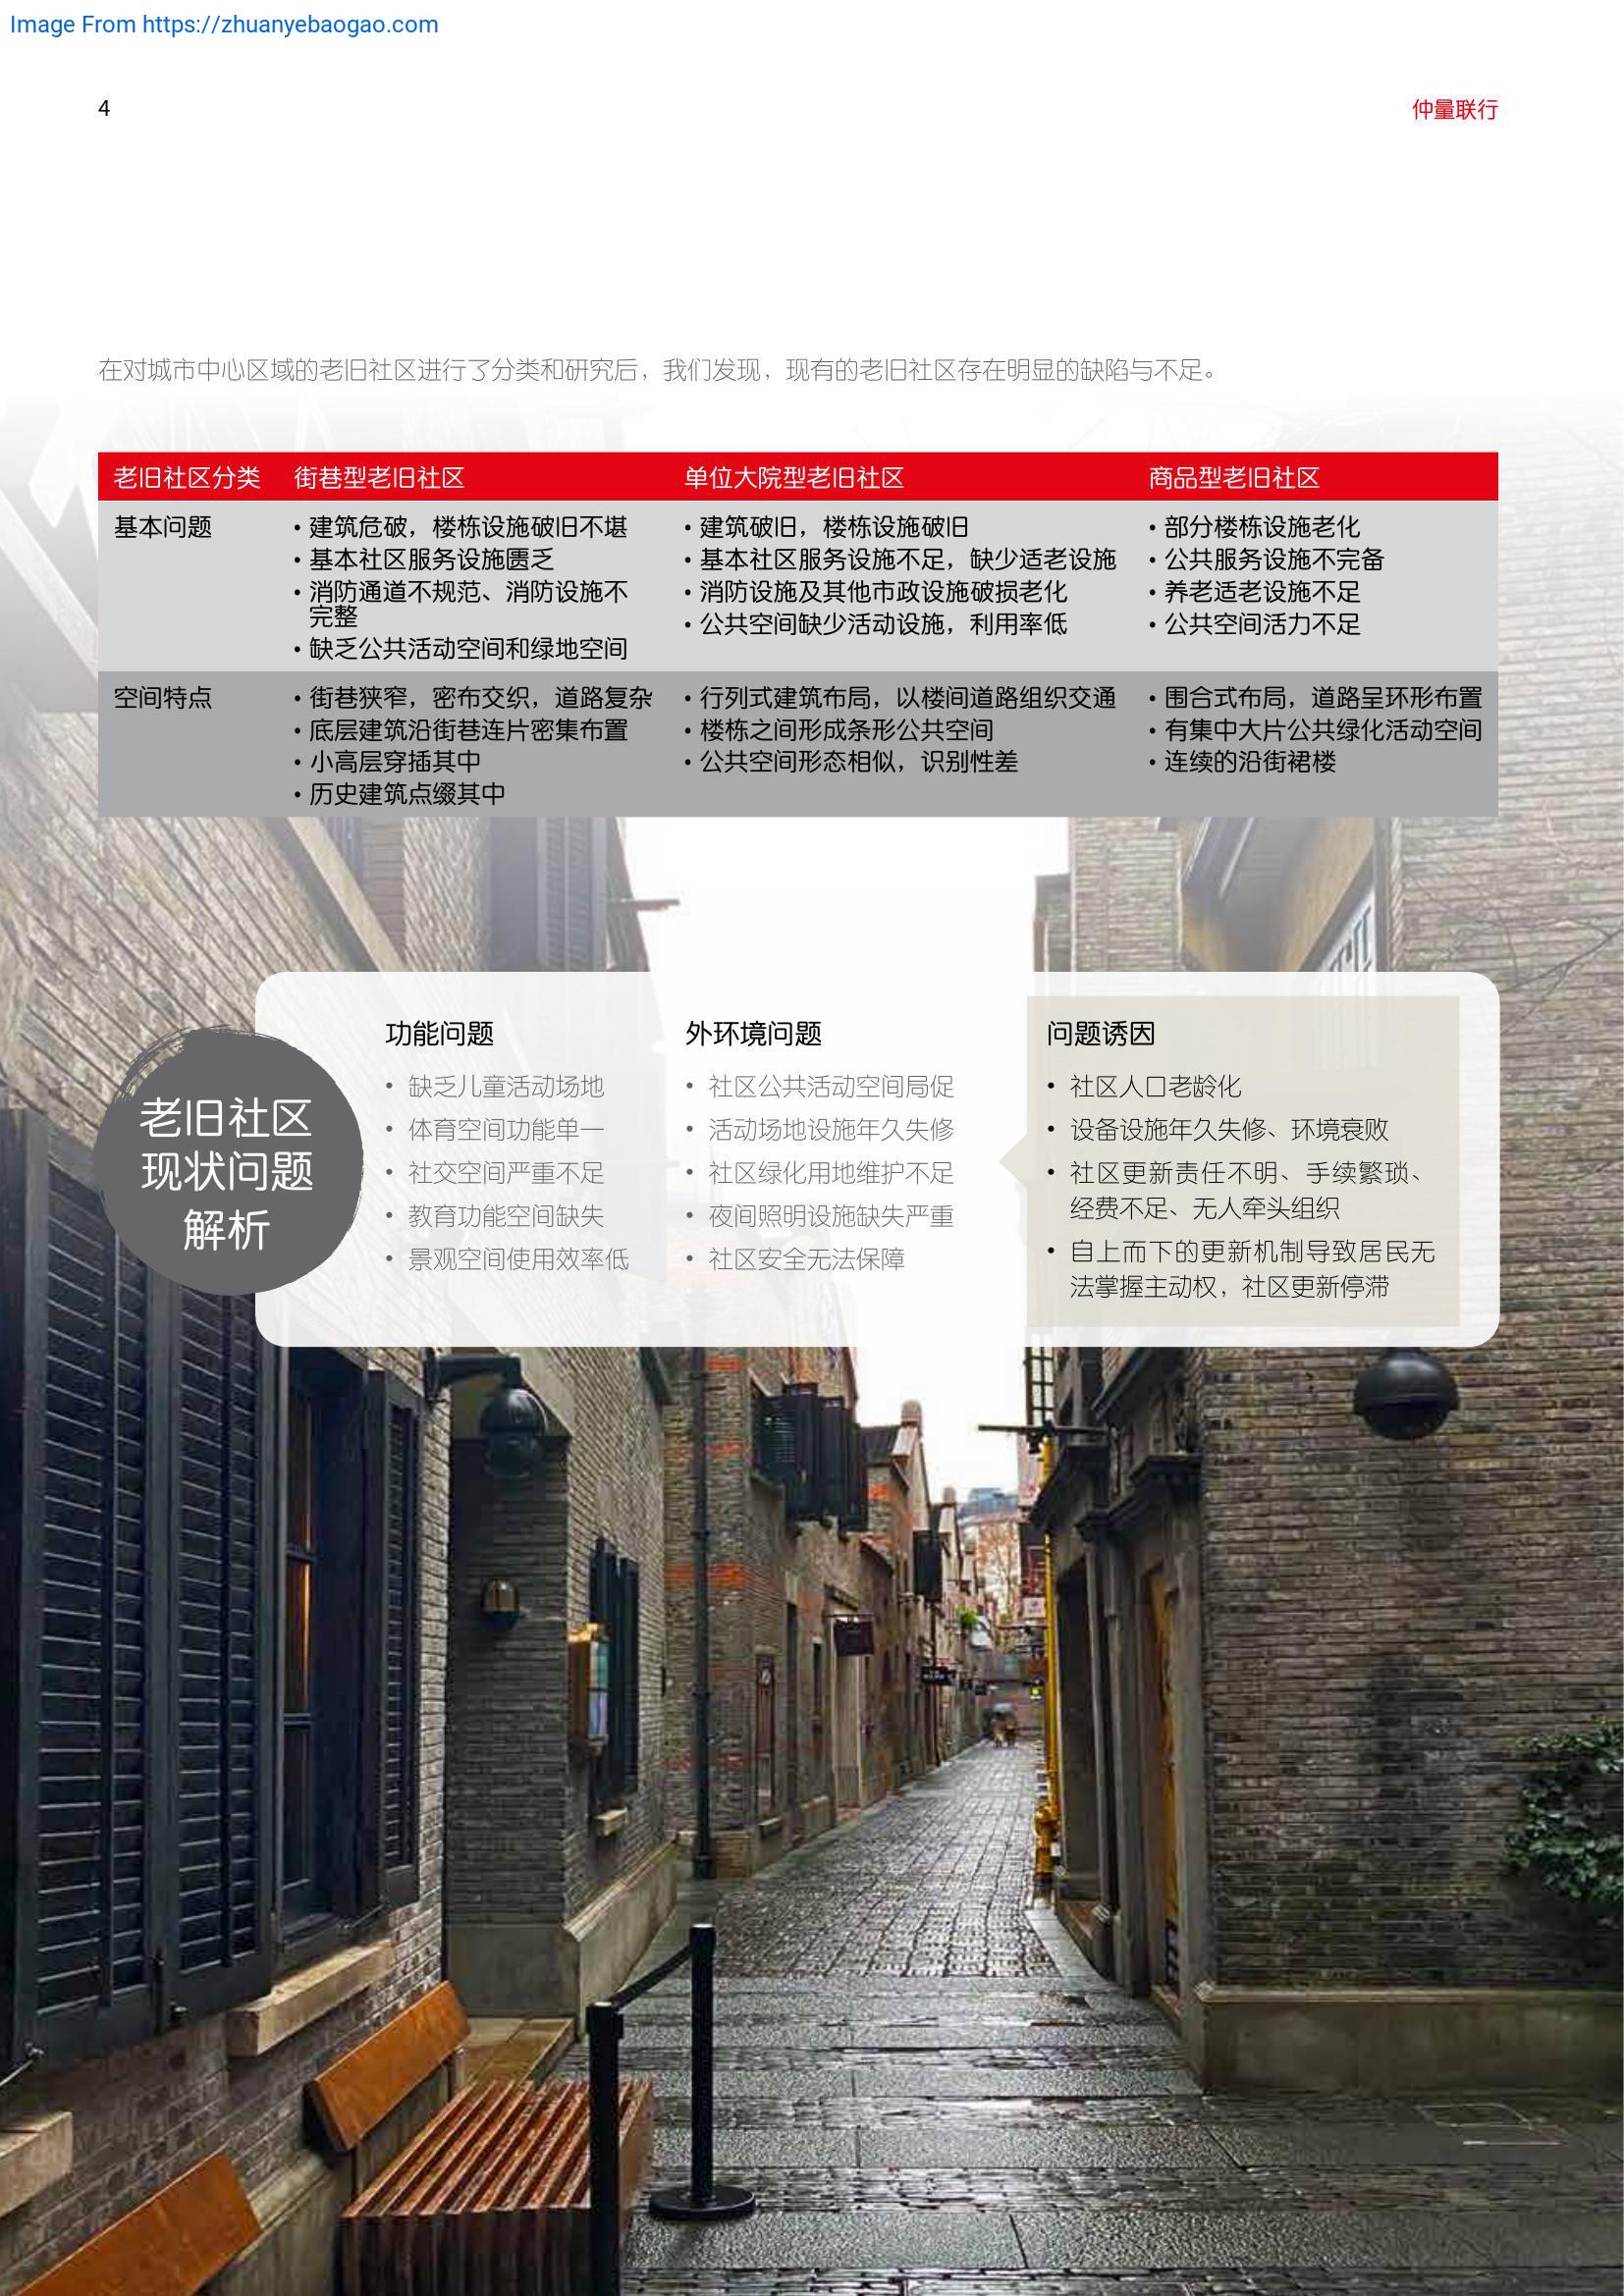 Image From https://zhuanyebaogao.com
4
仲量联行
在对城市中心区域的老旧社区进行了分类和研究后，我们发现，现有的老旧社区存在明显的缺陷与不足。
老旧社区分类
街巷型老旧社区
单位大院型老旧社区
商品型老旧社区
基本问题
• 建筑危破，楼栋设施破旧不堪
• 基本社区服务设施匮乏
• 消防通道不规范、消防设施不
完整
• 缺乏公共活动空间和绿地空间
• 建筑破旧，楼栋设施破旧
• 基本社区服务设施不足，缺少适老设施
• 消防设施及其他市政设施破损老化
• 公共空间缺少活动设施，利用率低
• 部分楼栋设施老化
• 公共服务设施不完备
• 养老适老设施不足
• 公共空间活力不足
空间特点
• 街巷狭窄，密布交织，道路复杂
• 底层建筑沿街巷连片密集布置
• 小高层穿插其中
• 历史建筑点缀其中
• 行列式建筑布局，以楼间道路组织交通
• 楼栋之间形成条形公共空间
• 公共空间形态相似，识别性差
• 围合式布局，道路呈环形布置
• 有集中大片公共绿化活动空间
• 连续的沿街裙楼
老旧社区
现状问题
解析
功能问题
• 缺乏儿童活动场地
• 体育空间功能单一
• 社交空间严重不足
• 教育功能空间缺失
• 景观空间使用效率低
外环境问题
• 社区公共活动空间局促
• 活动场地设施年久失修
• 社区绿化用地维护不足
• 夜间照明设施缺失严重
• 社区安全无法保障
问题诱因
• 社区人口老龄化
• 设备设施年久失修、环境衰败
• 社区更新责任不明、手续繁琐、
经费不足、无人牵头组织
• 自上而下的更新机制导致居民无
法掌握主动权，社区更新停滞